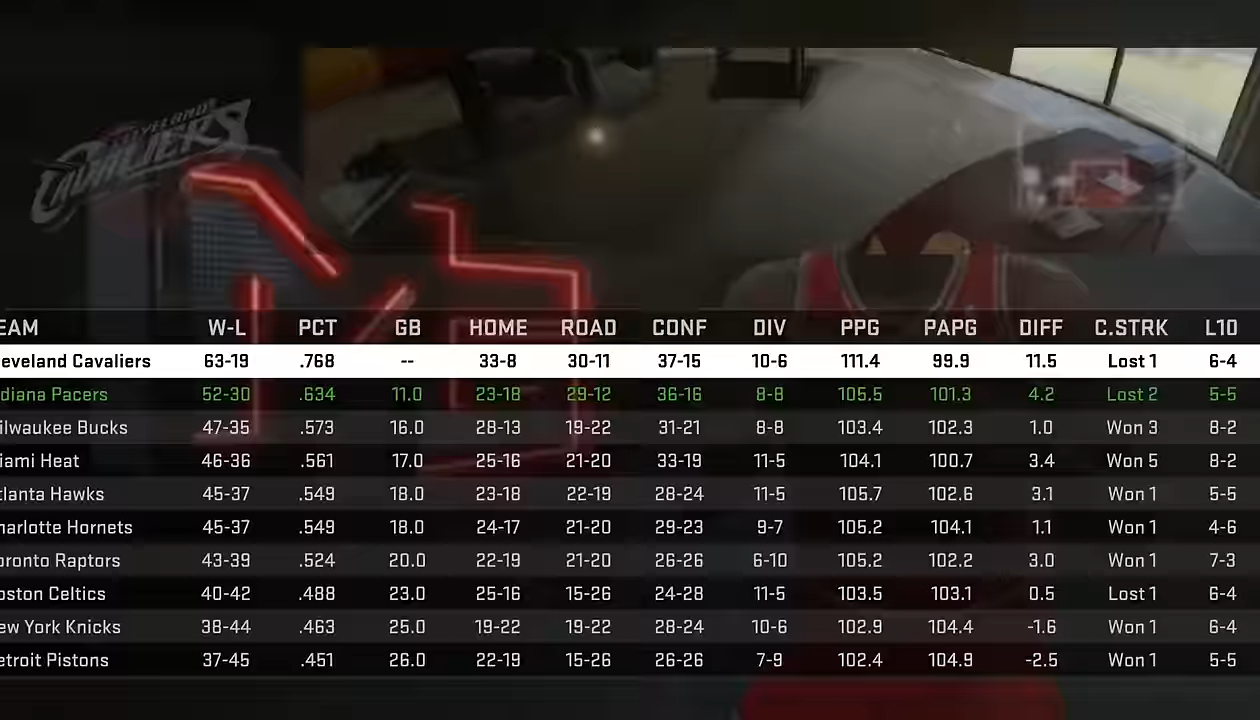 CLEVELAND
CAVALIERS
EAM W-L PCT GB HOME ROAD CONF DIV PPG PAPG DIFF C.STRK L10
eveland Cavaliers 63-19 .768 -- 33-8 30-11 37-15 10-6 111.4 99.9 11.5 Lost 1 6-4
diana Pacers 52-30 .634 11.0 23-18 29-12 36-16 8-8 105.5 101.3 4.2 Lost 2 5-5
ilwaukee Bucks 47-35 .573 16.0 28-13 19-22 31-21 8-8 103.4 102.3 1.0 Won 3 8-2
iami Heat 46-36 .561 17.0 25-16 21-20 33-19 11-5 104.1 100.7 3.4 Won 5 8-2
tlanta Hawks 45-37 .549 18.0 23-18 22-19 28-24 11-5 105.7 102.6 3.1 Won 1 5-5
harlotte Hornets 45-37 .549 18.0 24-17 21-20 29-23 9-7 105.2 104.1 1.1 Won 1 4-6
oronto Raptors 43-39 .524 20.0 22-19 21-20 26-26 6-10 105.2 102.2 3.0 Won 1 7-3
oston Celtics 40-42 .488 23.0 25-16 15-26 24-28 11-5 103.5 103.1 0.5 Lost 1 6-4
ew York Knicks 38-44 .463 25.0 19-22 19-22 28-24 10-6 102.9 104.4 -1.6 Won 1 6-4
etroit Pistons 37-45 .451 26.0 22-19 15-26 26-26 7-9 102.4 104.9 -2.5 Won 1 5-5